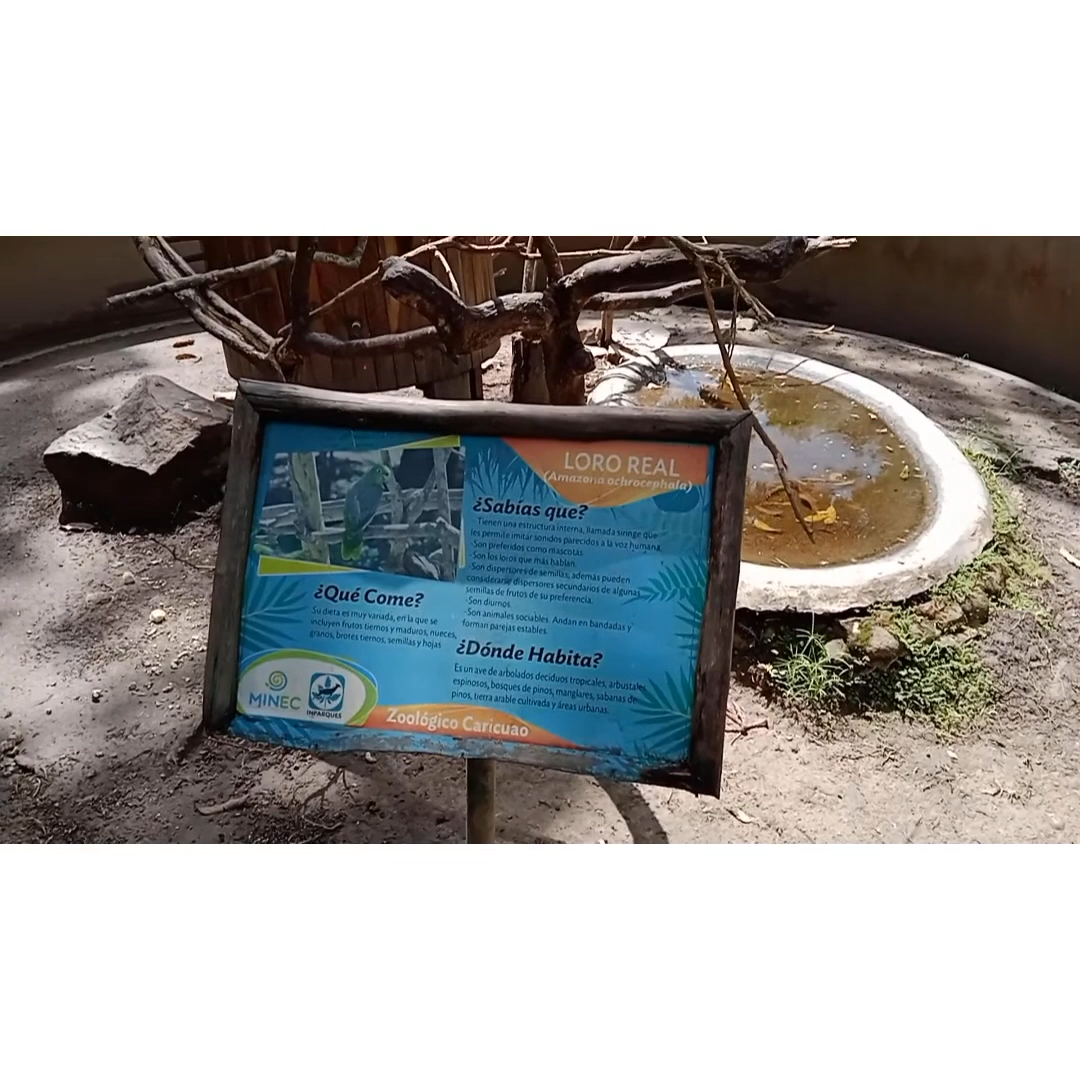 LORO REAL
(Amazona ochrocephala)
¿Sabías que?
Tienen una estructura interna, llamada siringe que
les permite imitar sonidos parecidos a la voz humana.
-Son preferidos como mascotas
-Son los loros que más hablan.
-Son dispersores de semillas, además pueden
considerarse dispersores secundarios de algunas
semillas de frutos de su preferencia.
-Son diurnos.
-Son animales sociables. Andan en bandadas y
forman parejas estables.
¿Qué Come?
Su dieta es muy variada, en la que se
incluyen frutos tiernos y maduros, nueces,
granos, brotes tiernos, semillas y hojas
¿Dónde Habita?
Es un ave de arbolados deciduos tropicales, arbustales
espinosos, bosques de pinos, manglares, sabanas de
pinos, tierra arable cultivada y áreas urbanas.
MINEC
INPARQUES
Zoológico Caricuao